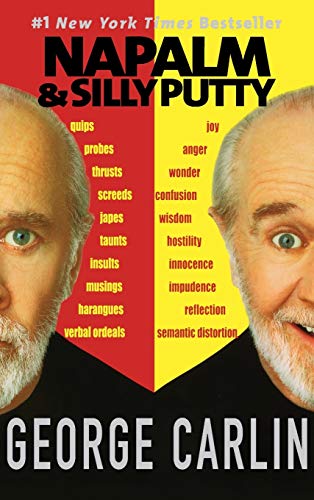 #1 New York Times Bestseller
NAPALM
& SILLY PUTTY
quips
probes
thrusts
screeds
japes
taunts
insults
musings
harangues
verbal ordeals
joy
anger
wonder
confusion
wisdom
hostility
innocence
impudence
reflection
semantic distortion
GEORGE CARLIN